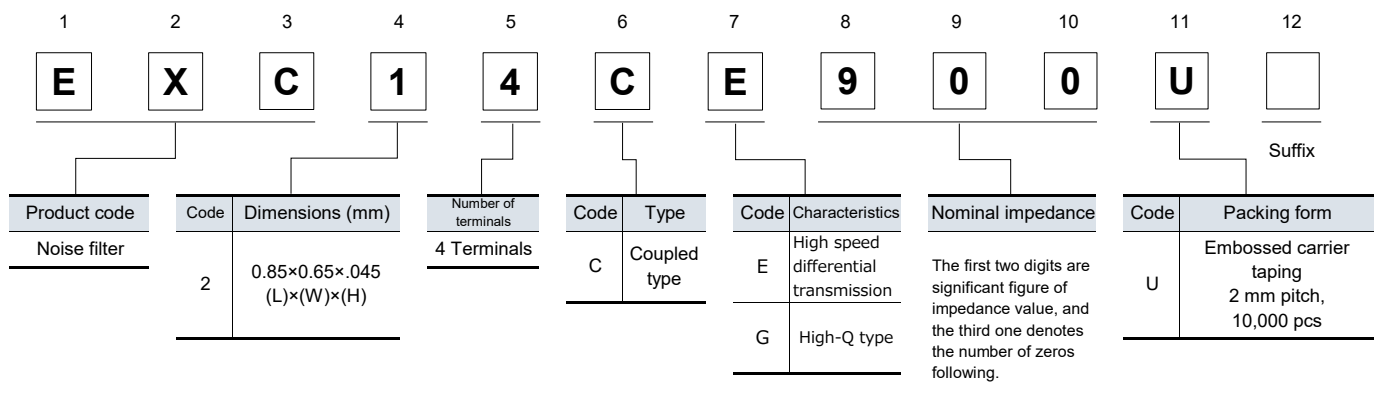 1 2 3 4 5 6 7 8 9 10 11 12
E X C 1 4 C E 9 0 0 U
Suffix
Product code
Noise filter
Code Dimensions (mm)
2
0.85×0.65×.045
(L)×(W)×(H)
Number of
terminals
4 Terminals
Code Type
C
Coupled
type
Code Characteristics
E
High speed
differential
transmission
G High-Q type
Nominal impedance
The first two digits are
significant figure of
impedance value, and
the third one denotes
the number of zeros
following.
Code Packing form
U
Embossed carrier
taping
2 mm pitch,
10,000 pcs